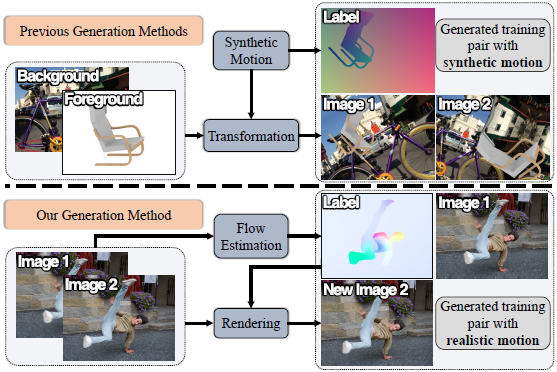 Previous Generation Methods
Background
Foreground
Synthetic
Motion
Transformation
Label
Generated training
pair with
synthetic motion
Image 1
Image 2
Our Generation Method
Image 1
Image 2
Flow
Estimation
Rendering
Label
Image 1
New Image 2
Generated training
pair with
realistic motion